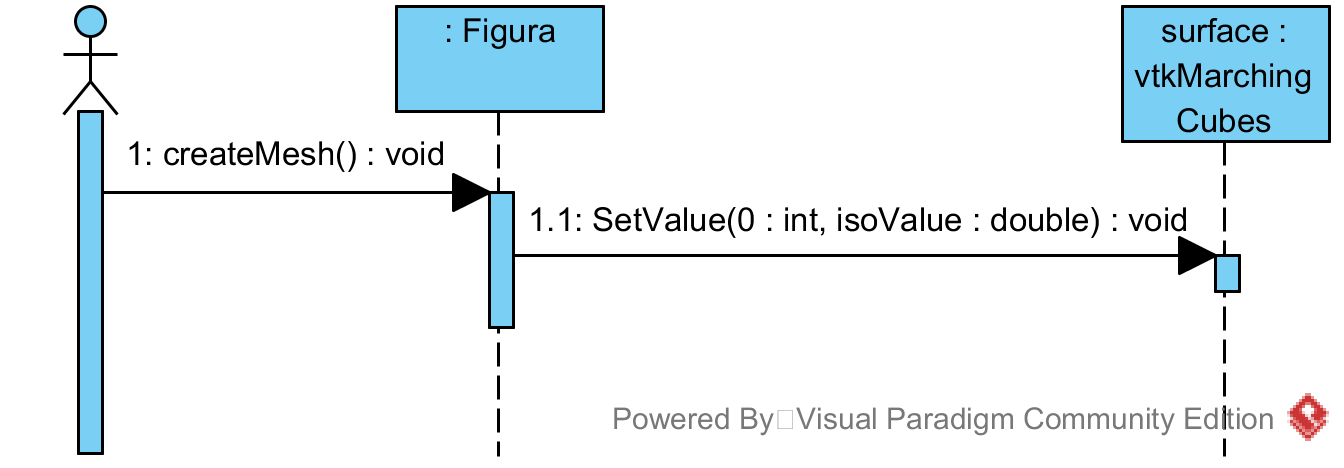 : Figura
surface :
vtkMarching
Cubes
1: createMesh() : void
1.1: SetValue(0 : int, isoValue : double) : void
Powered By Visual Paradigm Community Edition